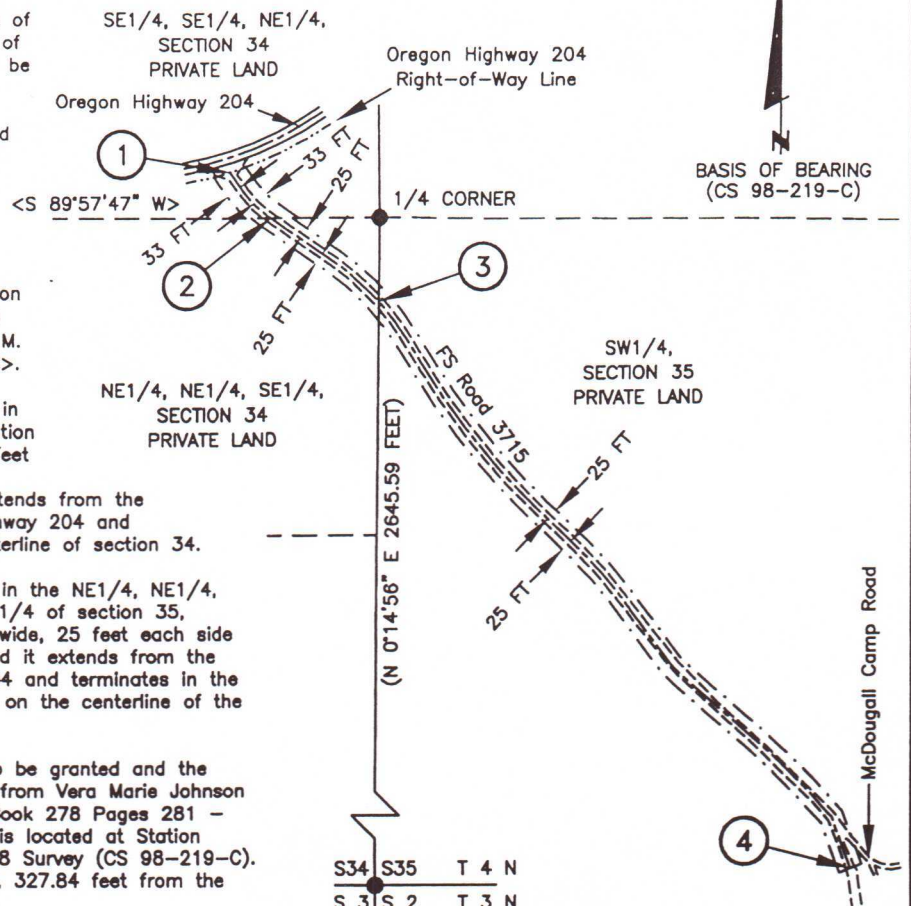 of
of
be
d
on
M.
>.
in
tion
eet
tends from the
way 204 and
terline of section 34.
in the NE1/4, NE1/4,
1/4 of section 35,
wide, 25 feet each side
d it extends from the
4 and terminates in the
on the centerline of the
o be granted and the
from Vera Marie Johnson
ook 278 Pages 281 –
is located at Station
8 Survey (CS 98-219-C).
, 327.84 feet from the
SE1/4, SE1/4, NE1/4,
SECTION 34
PRIVATE LAND
Oregon Highway 204
Right-of-Way Line
Oregon Highway 204
1
33 FT
25 FT
N
BASIS OF BEARING
(CS 98-219-C)
<S 89°57'47" W>
1/4 CORNER
33 FT
2
25 FT
3
FS Road 3715
SW1/4,
SECTION 35
PRIVATE LAND
NE1/4, NE1/4, SE1/4,
SECTION 34
PRIVATE LAND
(N 0°14'56" E 2645.59 FEET)
25 FT
25 FT
McDougall Camp Road
4
S34 S35 T 4 N
S 3 S 2 T 3 N